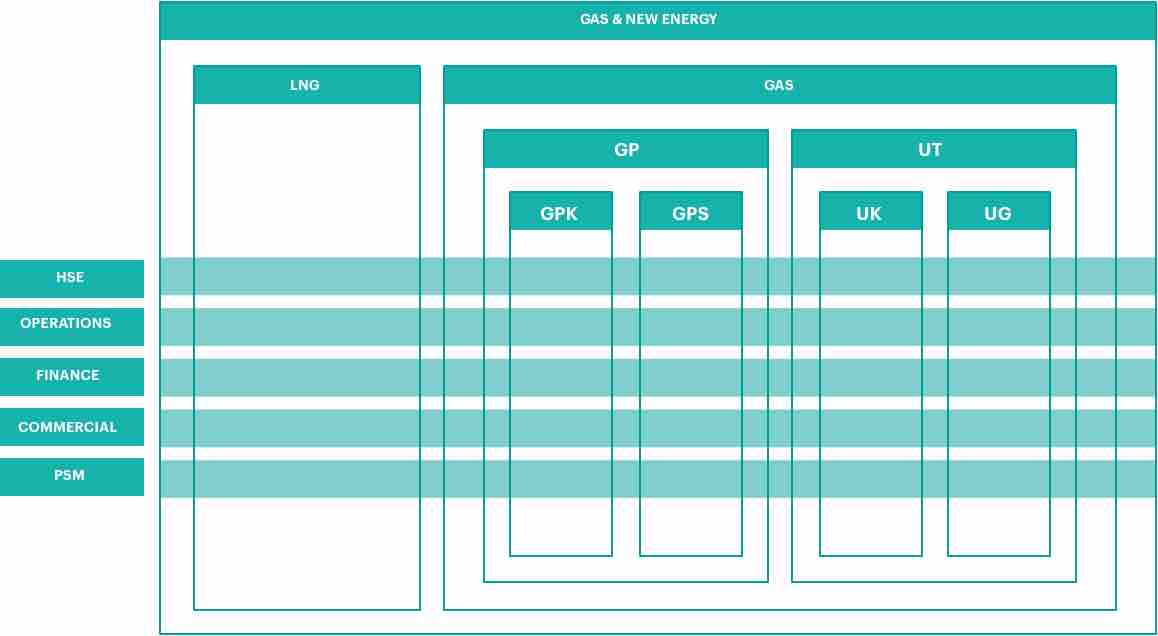 GAS & NEW ENERGY
LNG
GAS
GP
UT
GPK
GPS
UK
UG
HSE
OPERATIONS
FINANCE
COMMERCIAL
PSM